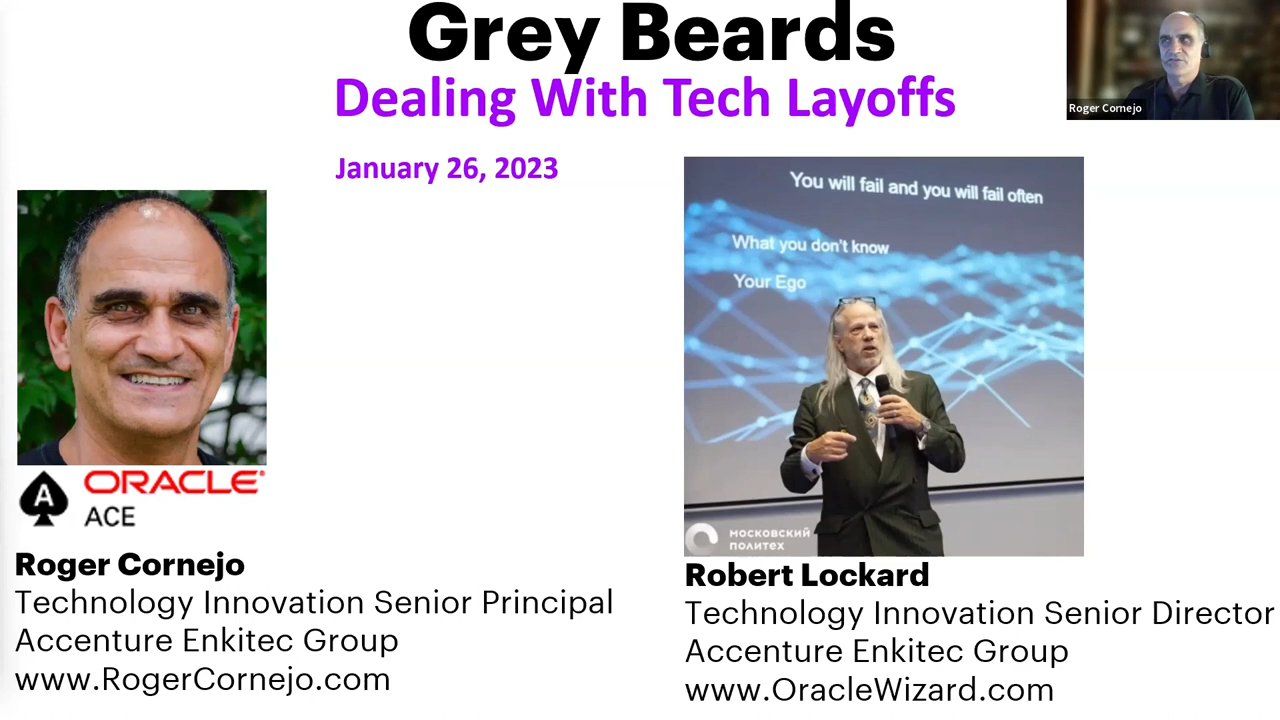 Grey Beards
Dealing With Tech Layoffs
January 26, 2023
Roger Cornejo
You will fail and you will fail often
What you don't know
Your Ego
московский
политех
A
ORACLE
ACE
Roger Cornejo
Technology Innovation Senior Principal
Accenture Enkitec Group
www.RogerCornejo.com
Robert Lockard
Technology Innovation Senior Director
Accenture Enkitec Group
www.OracleWizard.com